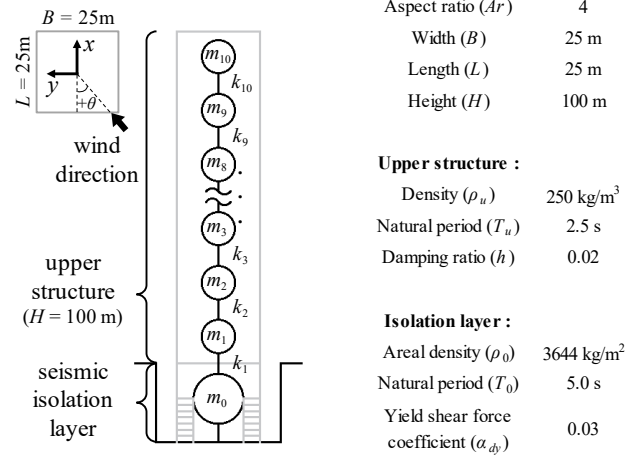 B = 25m
L = 25m
x
y
+θ
wind
direction
upper
structure
(H = 100 m)
seismic
isolation
layer
m10
k10
m9
k9
m8
m3
k3
m2
k2
m1
k1
m0
Aspect ratio (Ar) 4
Width (B) 25 m
Length (L) 25 m
Height (H) 100 m
Upper structure :
Density (ρu) 250 kg/m³
Natural period (Tu) 2.5 s
Damping ratio (h) 0.02
Isolation layer :
Areal density (ρ0) 3644 kg/m²
Natural period (T0) 5.0 s
Yield shear force
coefficient (αdy) 0.03